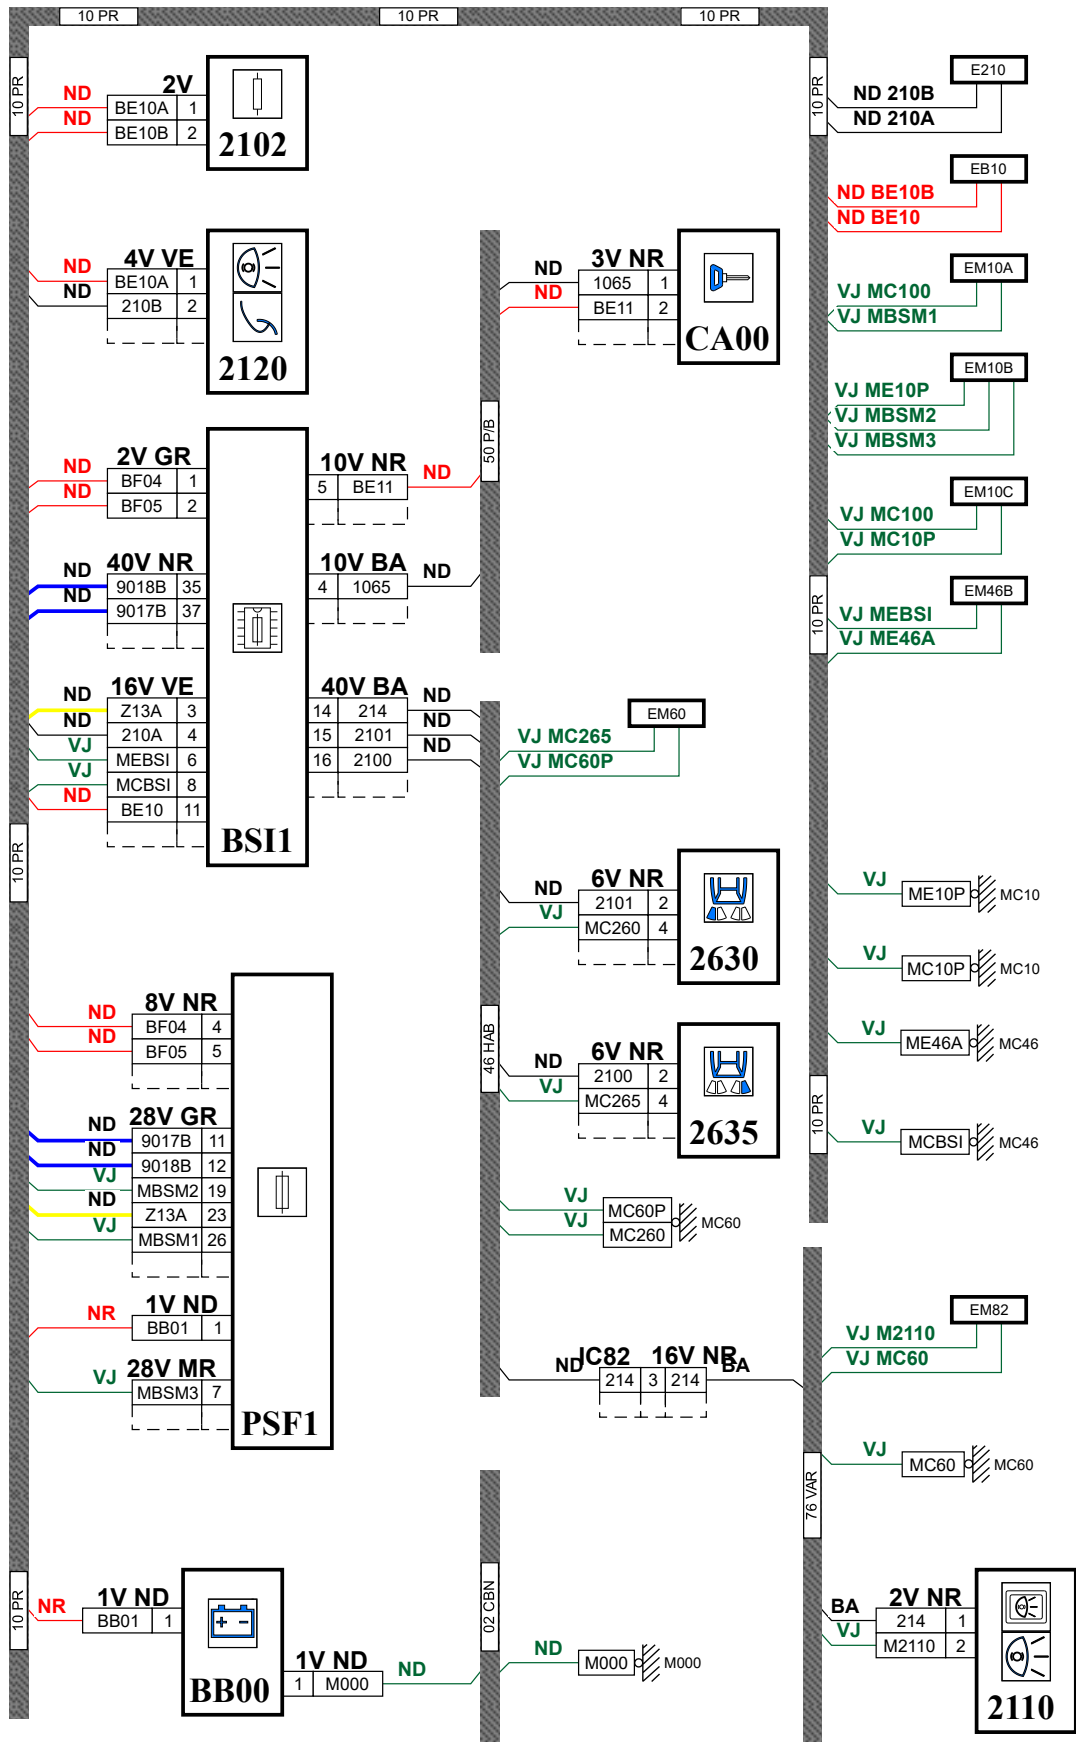 10 PR
10 PR
10 PR
10 PR
2V
ND
BE10A 1
ND
BE10B 2
2102
4V VE
ND
BE10A 1
ND
210B 2
2120
2V GR
ND
BF04 1
ND
BF05 2
10V NR
5 BE11
ND
40V NR
ND
9018B 35
ND
9017B 37
10V BA
4 1065
ND
16V VE
ND
Z13A 3
ND
210A 4
VJ
MEBSI 6
VJ
MCBSI 8
ND
BE10 11
40V BA
14 214
ND
15 2101
ND
16 2100
ND
BSI1
10 PR
8V NR
ND
BF04 4
ND
BF05 5
28V GR
ND
9017B 11
ND
9018B 12
VJ
MBSM2 19
ND
Z13A 23
VJ
MBSM1 26
1V ND
NR
BB01 1
28V MR
VJ
MBSM3 7
PSF1
10 PR
1V ND
NR
BB01 1
BB00
1V ND
1 M000
ND
50 P/B
3V NR
ND
1065 1
ND
BE11 2
CA00
EM60
VJ MC265
VJ MC60P
6V NR
ND
2101 2
VJ
MC260 4
2630
46 HAB
6V NR
ND
2100 2
VJ
MC265 4
2635
VJ
MC60P
VJ
MC260
MC60
IC82 16V NR
ND
214 3 214
BA
02 CBN
ND
M000
M000
10 PR
E210
ND 210B
ND 210A
EB10
ND BE10B
ND BE10
EM10A
VJ MC100
VJ MBSM1
EM10B
VJ ME10P
VJ MBSM2
VJ MBSM3
EM10C
VJ MC100
VJ MC10P
10 PR
EM46B
VJ MEBSI
VJ ME46A
VJ
ME10P
MC10
VJ
MC10P
MC10
VJ
ME46A
MC46
10 PR
VJ
MCBSI
MC46
EM82
VJ M2110
VJ MC60
VJ
MC60
MC60
76 VAR
2V NR
BA
214 1
VJ
M2110 2
2110